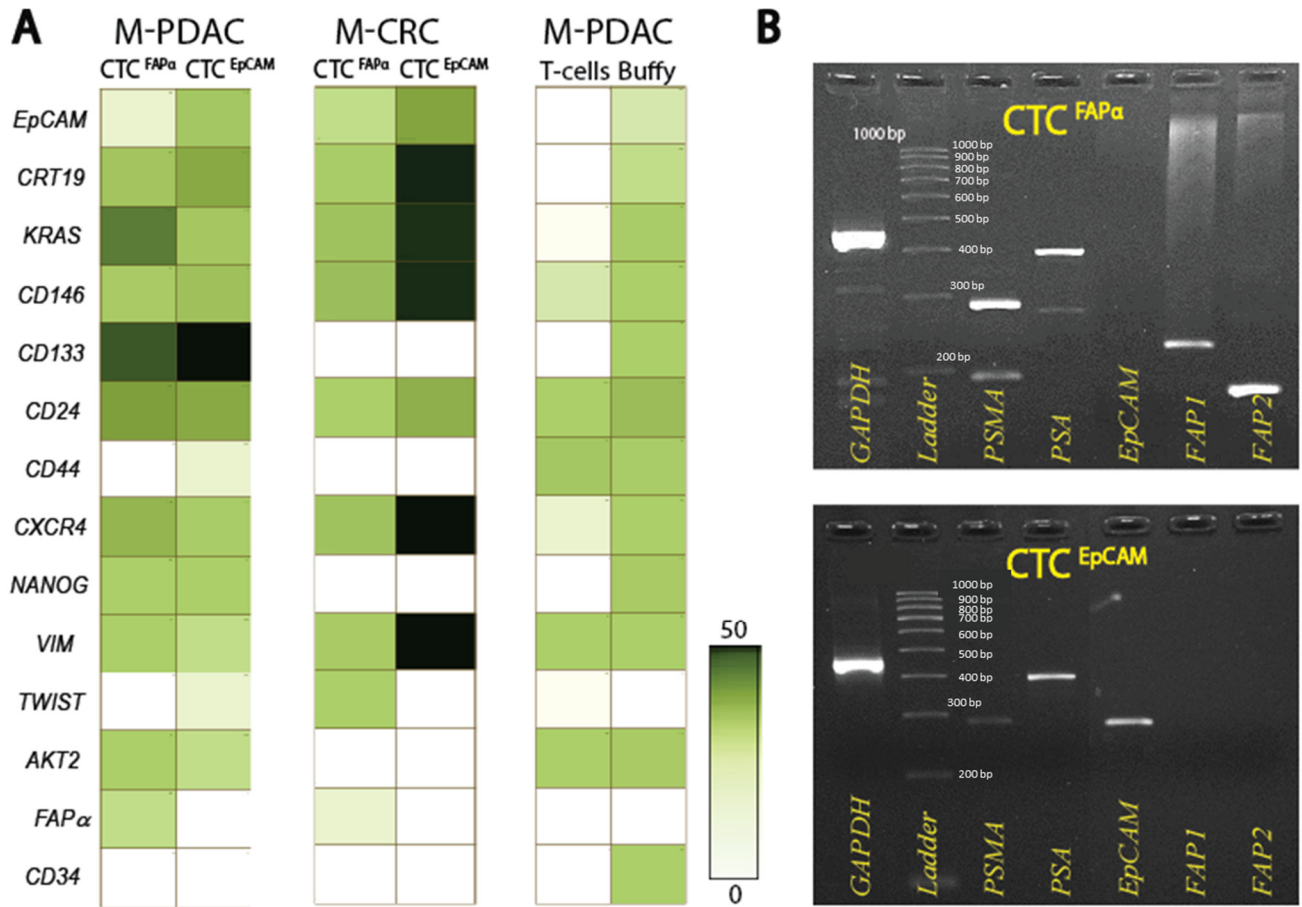 A
M-PDAC
CTC FAPα CTC EpCAM
M-CRC
CTC FAPα CTC EpCAM
M-PDAC
T-cells Buffy
EpCAM
CRT19
KRAS
CD146
CD133
CD24
CD44
CXCR4
NANOG
VIM
TWIST
AKT2
FAPα
CD34
50
0
B
CTC FAPα
1000 bp
1000 bp
900 bp
800 bp
700 bp
600 bp
500 bp
400 bp
300 bp
200 bp
GAPDH
Ladder
PSMA
PSA
EpCAM
FAP1
FAP2
CTC EpCAM
1000 bp
900 bp
800 bp
700 bp
600 bp
500 bp
400 bp
300 bp
200 bp
GAPDH
Ladder
PSMA
PSA
EpCAM
FAP1
FAP2